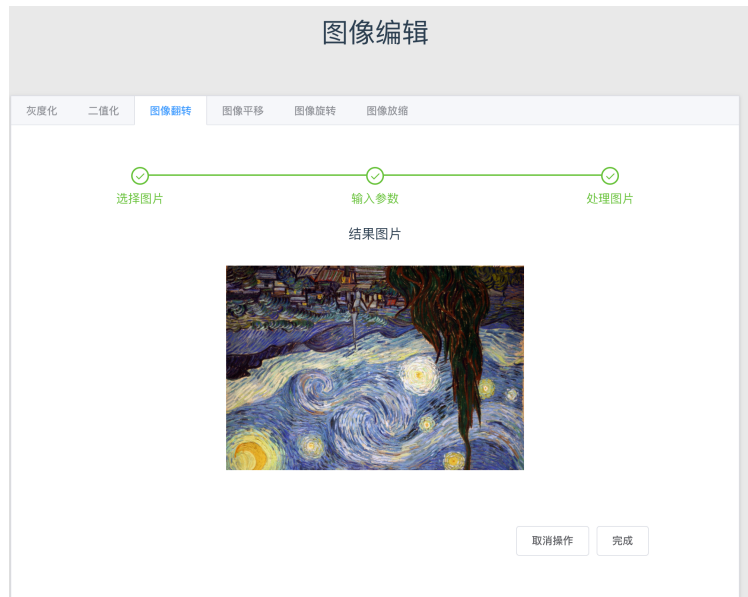 图像编辑
灰度化 二值化 图像翻转 图像平移 图像旋转 图像放缩
选择图片 输入参数 处理图片
结果图片
取消操作 完成